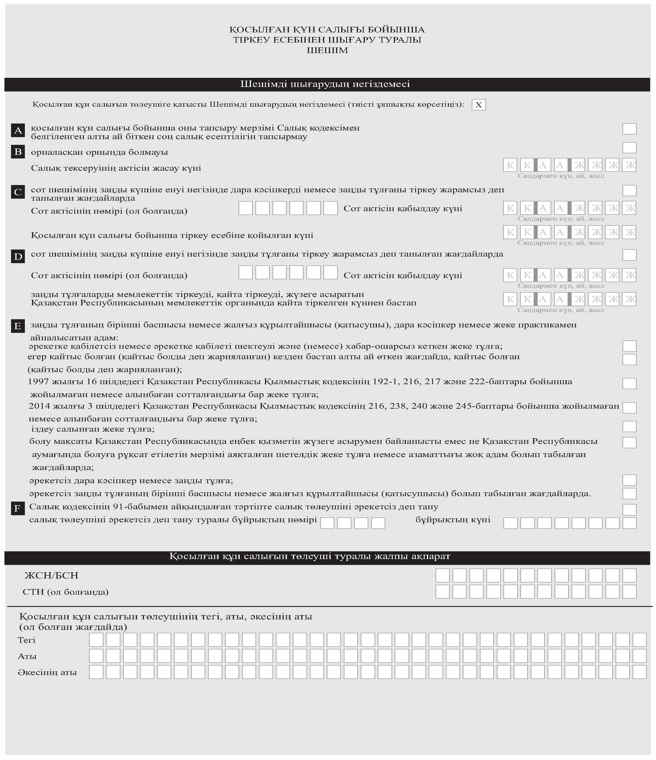 ҚОСЫЛҒАН ҚҰН САЛЫҒЫ БОЙЫНША
ТІРКЕУ ЕСЕБІНЕН ШЫҒАРУ ТУРАЛЫ
ШЕШІМ
Шешімді шығарудың негіздемесі
Қосылған құн салығын төлеушіге қатысты Шешімді шығарудың негіздемесі (тиісті ұяшықты көрсетіңіз): X
A қосылған құн салығы бойынша оны тапсыру мерзімі Салық кодексімен
белгіленген алты ай біткен соң салық есептілігін тапсырмау
B орналасқан орнында болмауы
Салық тексеруінің актісін жасау күні К К А А Ж Ж Ж Ж
Сандармен күн, ай, жыл
C сот шешімінің заңды күшіне енуі негізінде дара кәсіпкерді немесе заңды тұлғаны тіркеу жарамсыз деп
танылған жағдайларда
Сот актісінің нөмірі (ол болғанда) Сот актісін қабылдау күні К К А А Ж Ж Ж Ж
Сандармен күн, ай, жыл
Қосылған құн салығы бойынша тіркеу есебіне қойылған күні К К А А Ж Ж Ж Ж
Сандармен күн, ай, жыл
D сот шешімінің заңды күшіне енуі негізінде заңды тұлғаны тіркеу жарамсыз деп танылған жағдайларда
Сот актісінің нөмірі (ол болғанда) Сот актісін қабылдау күні К К А А Ж Ж Ж Ж
Сандармен күн, ай, жыл
заңды тұлғаларды мемлекеттік тіркеуді, қайта тіркеуді, жүзеге асыратын
Қазақстан Республикасының мемлекеттік органында қайта тіркелген күннен бастап К К А А Ж Ж Ж Ж
Сандармен күн, ай, жыл
E заңды тұлғаның бірінші басшысы немесе жалғыз құрылтайшысы (қатысушы), дара кәсіпкер немесе жеке практикамен
айналысатын адам:
әрекетке қабілетсіз немесе әрекетке қабілеті шектеулі және (немесе) хабар-ошарсыз кеткен жеке тұлға;
егер қайтыс болған (қайтыс болды деп жарияланған) кезден бастап алты ай өткен жағдайда, қайтыс болған
(қайтыс болды деп жарияланған);
1997 жылғы 16 шілдедегі Қазақстан Республикасы Қылмыстық кодексінің 192-1, 216, 217 және 222-баптары бойынша
жойылмаған немесе алынбаған сотталғандығы бар жеке тұлға;
2014 жылғы 3 шілдедегі Қазақстан Республикасы Қылмыстық кодексінің 216, 238, 240 және 245-баптары бойынша жойылмаған
немесе алынбаған сотталғандығы бар жеке тұлға;
іздеу салынған жеке тұлға;
болу мақсаты Қазақстан Республикасында еңбек қызметін жүзеге асырумен байланысты емес не Қазақстан Республикасы
аумағында болуға рұқсат етілетін мерзімі аяқталған шетелдік жеке тұлға немесе азаматтығы жоқ адам болып табылған
жағдайларда;
әрекетсіз дара кәсіпкер немесе заңды тұлға;
әрекетсіз заңды тұлғаның бірінші басшысы немесе жалғыз құрылтайшысы (қатысушысы) болып табылған жағдайларда.
F Салық кодексінің 91-бабымен айқындалған тәртіпте салық төлеушіні әрекетсіз деп тану
салық төлеушіні әрекетсіз деп тану туралы бұйрықтың нөмірі бұйрықтың күні
Қосылған құн салығын төлеуші туралы жалпы ақпарат
ЖСН/БСН
СТН (ол болғанда)
Қосылған құн салығын төлеушінің тегі, аты, әкесінің аты
(ол болған жағдайда)
Тегі
Аты
Әкесінің аты